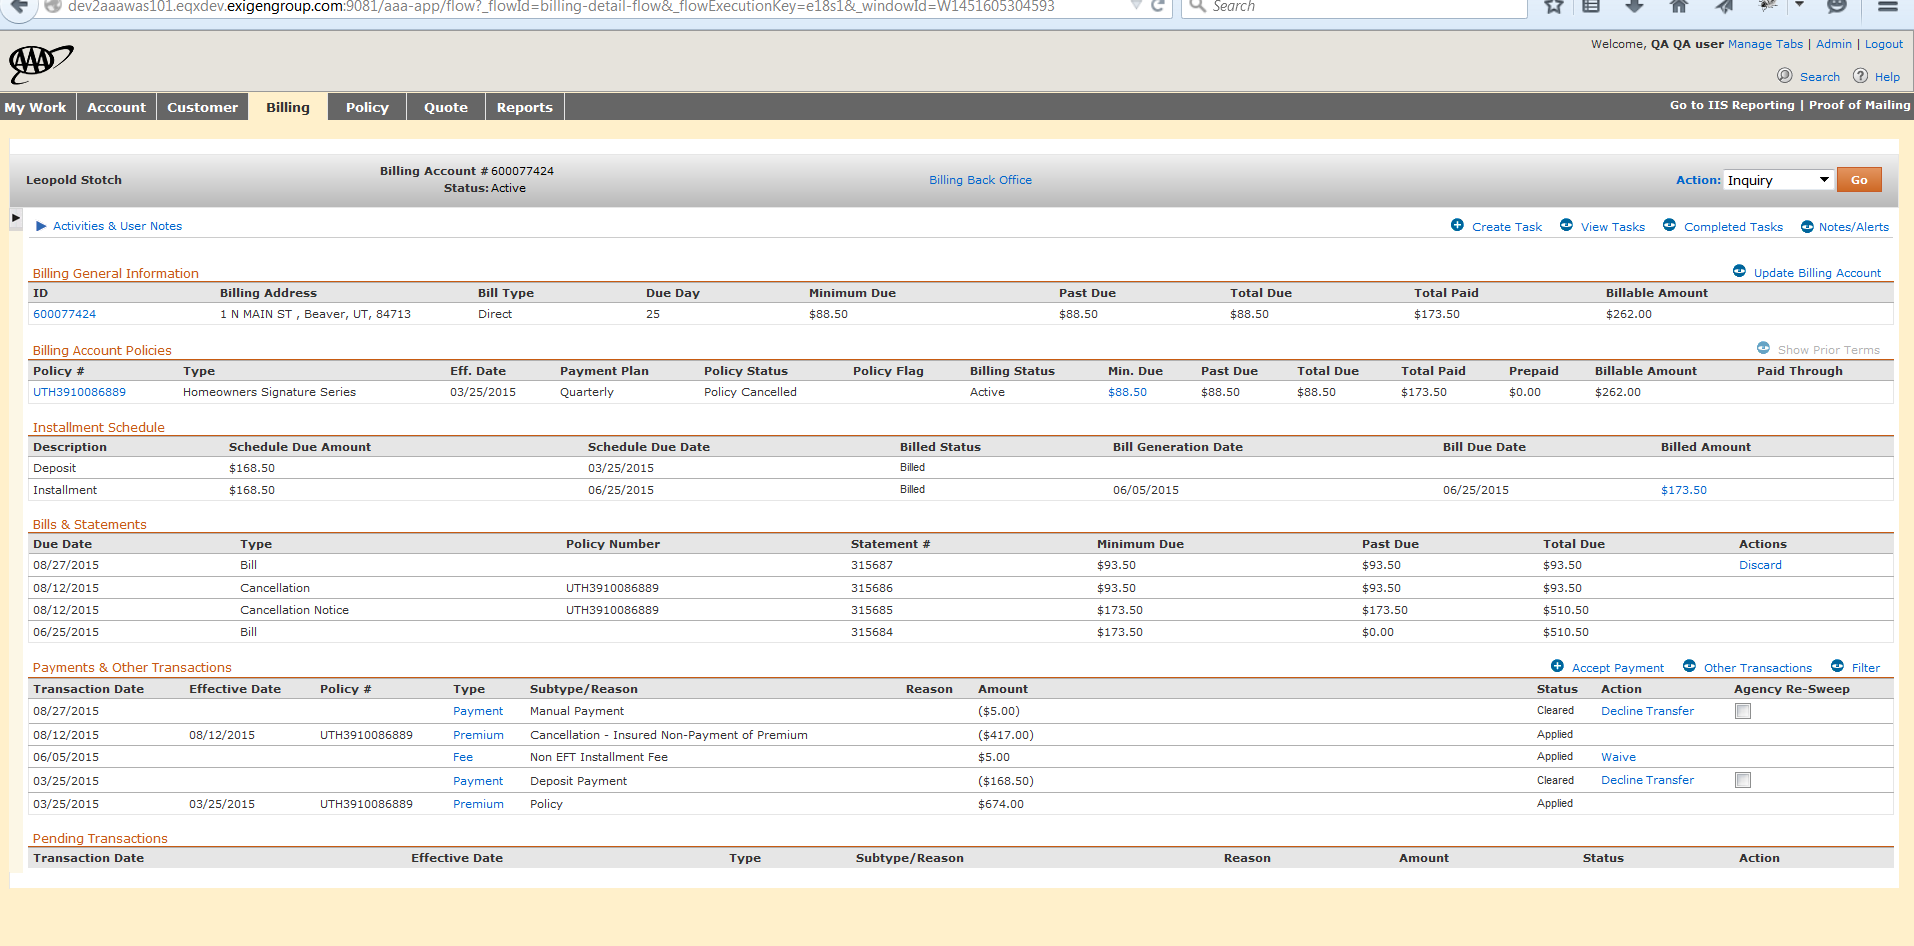 dev2aaawas101.eqxdev.exigengroup.com:9081/aaa-app/flow?_flowId=billing-detail-flow&_flowExecutionKey=e18s1&_windowId=W1451605304593 Search
AAA Welcome, QA QA user Manage Tabs | Admin | Logout
Search Help
My Work Account Customer Billing Policy Quote Reports Go to IIS Reporting | Proof of Mailing
Leopold Stotch Billing Account # 600077424 Billing Back Office Action: Inquiry Go
Status: Active
Activities & User Notes Create Task View Tasks Completed Tasks Notes/Alerts
Billing General Information Update Billing Account
ID Billing Address Bill Type Due Day Minimum Due Past Due Total Due Total Paid Billable Amount
600077424 1 N MAIN ST , Beaver, UT, 84713 Direct 25 $88.50 $88.50 $88.50 $173.50 $262.00
Billing Account Policies Show Prior Terms
Policy # Type Eff. Date Payment Plan Policy Status Policy Flag Billing Status Min. Due Past Due Total Due Total Paid Prepaid Billable Amount Paid Through
UTH3910086889 Homeowners Signature Series 03/25/2015 Quarterly Policy Cancelled Active $88.50 $88.50 $88.50 $173.50 $0.00 $262.00
Installment Schedule
Description Schedule Due Amount Schedule Due Date Billed Status Bill Generation Date Bill Due Date Billed Amount
Deposit $168.50 03/25/2015 Billed
Installment $168.50 06/25/2015 Billed 06/05/2015 06/25/2015 $173.50
Bills & Statements
Due Date Type Policy Number Statement # Minimum Due Past Due Total Due Actions
08/27/2015 Bill 315687 $93.50 $93.50 $93.50 Discard
08/12/2015 Cancellation UTH3910086889 315686 $93.50 $93.50 $93.50
08/12/2015 Cancellation Notice UTH3910086889 315685 $173.50 $173.50 $510.50
06/25/2015 Bill 315684 $173.50 $0.00 $510.50
Payments & Other Transactions Accept Payment Other Transactions Filter
Transaction Date Effective Date Policy # Type Subtype/Reason Reason Amount Status Action Agency Re-Sweep
08/27/2015 Payment Manual Payment ($5.00) Cleared Decline Transfer
08/12/2015 08/12/2015 UTH3910086889 Premium Cancellation - Insured Non-Payment of Premium ($417.00) Applied
06/05/2015 Fee Non EFT Installment Fee $5.00 Applied Waive
03/25/2015 Payment Deposit Payment ($168.50) Cleared Decline Transfer
03/25/2015 03/25/2015 UTH3910086889 Premium Policy $674.00 Applied
Pending Transactions
Transaction Date Effective Date Type Subtype/Reason Reason Amount Status Action